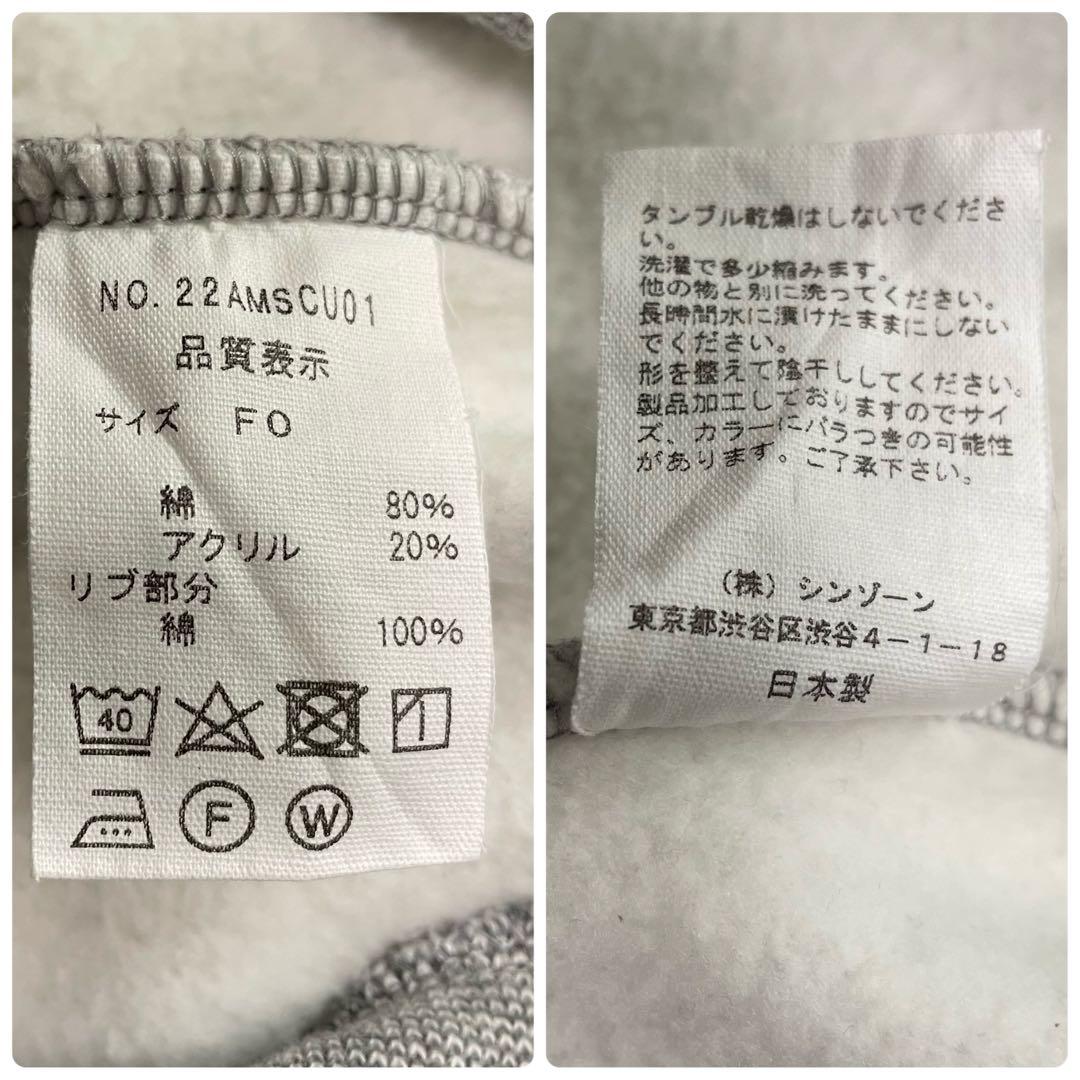 NO. 22AMSCU01
品質表示
サイズ FO
綿 80%
アクリル 20%
リブ部分
綿 100%
40
F
W
タンブル乾燥はしないでくださ
い。
洗濯で多少縮みます。
他の物と別に洗ってください。
長時間水に漬けたままにしない
でください。
形を整えて陰干ししてください。
製品加工しておりますのでサイ
ズ、カラーにバラつきの可能性
があります。ご了承下さい。
(株) シンゾーン
東京都渋谷区渋谷4-1-18
日本製